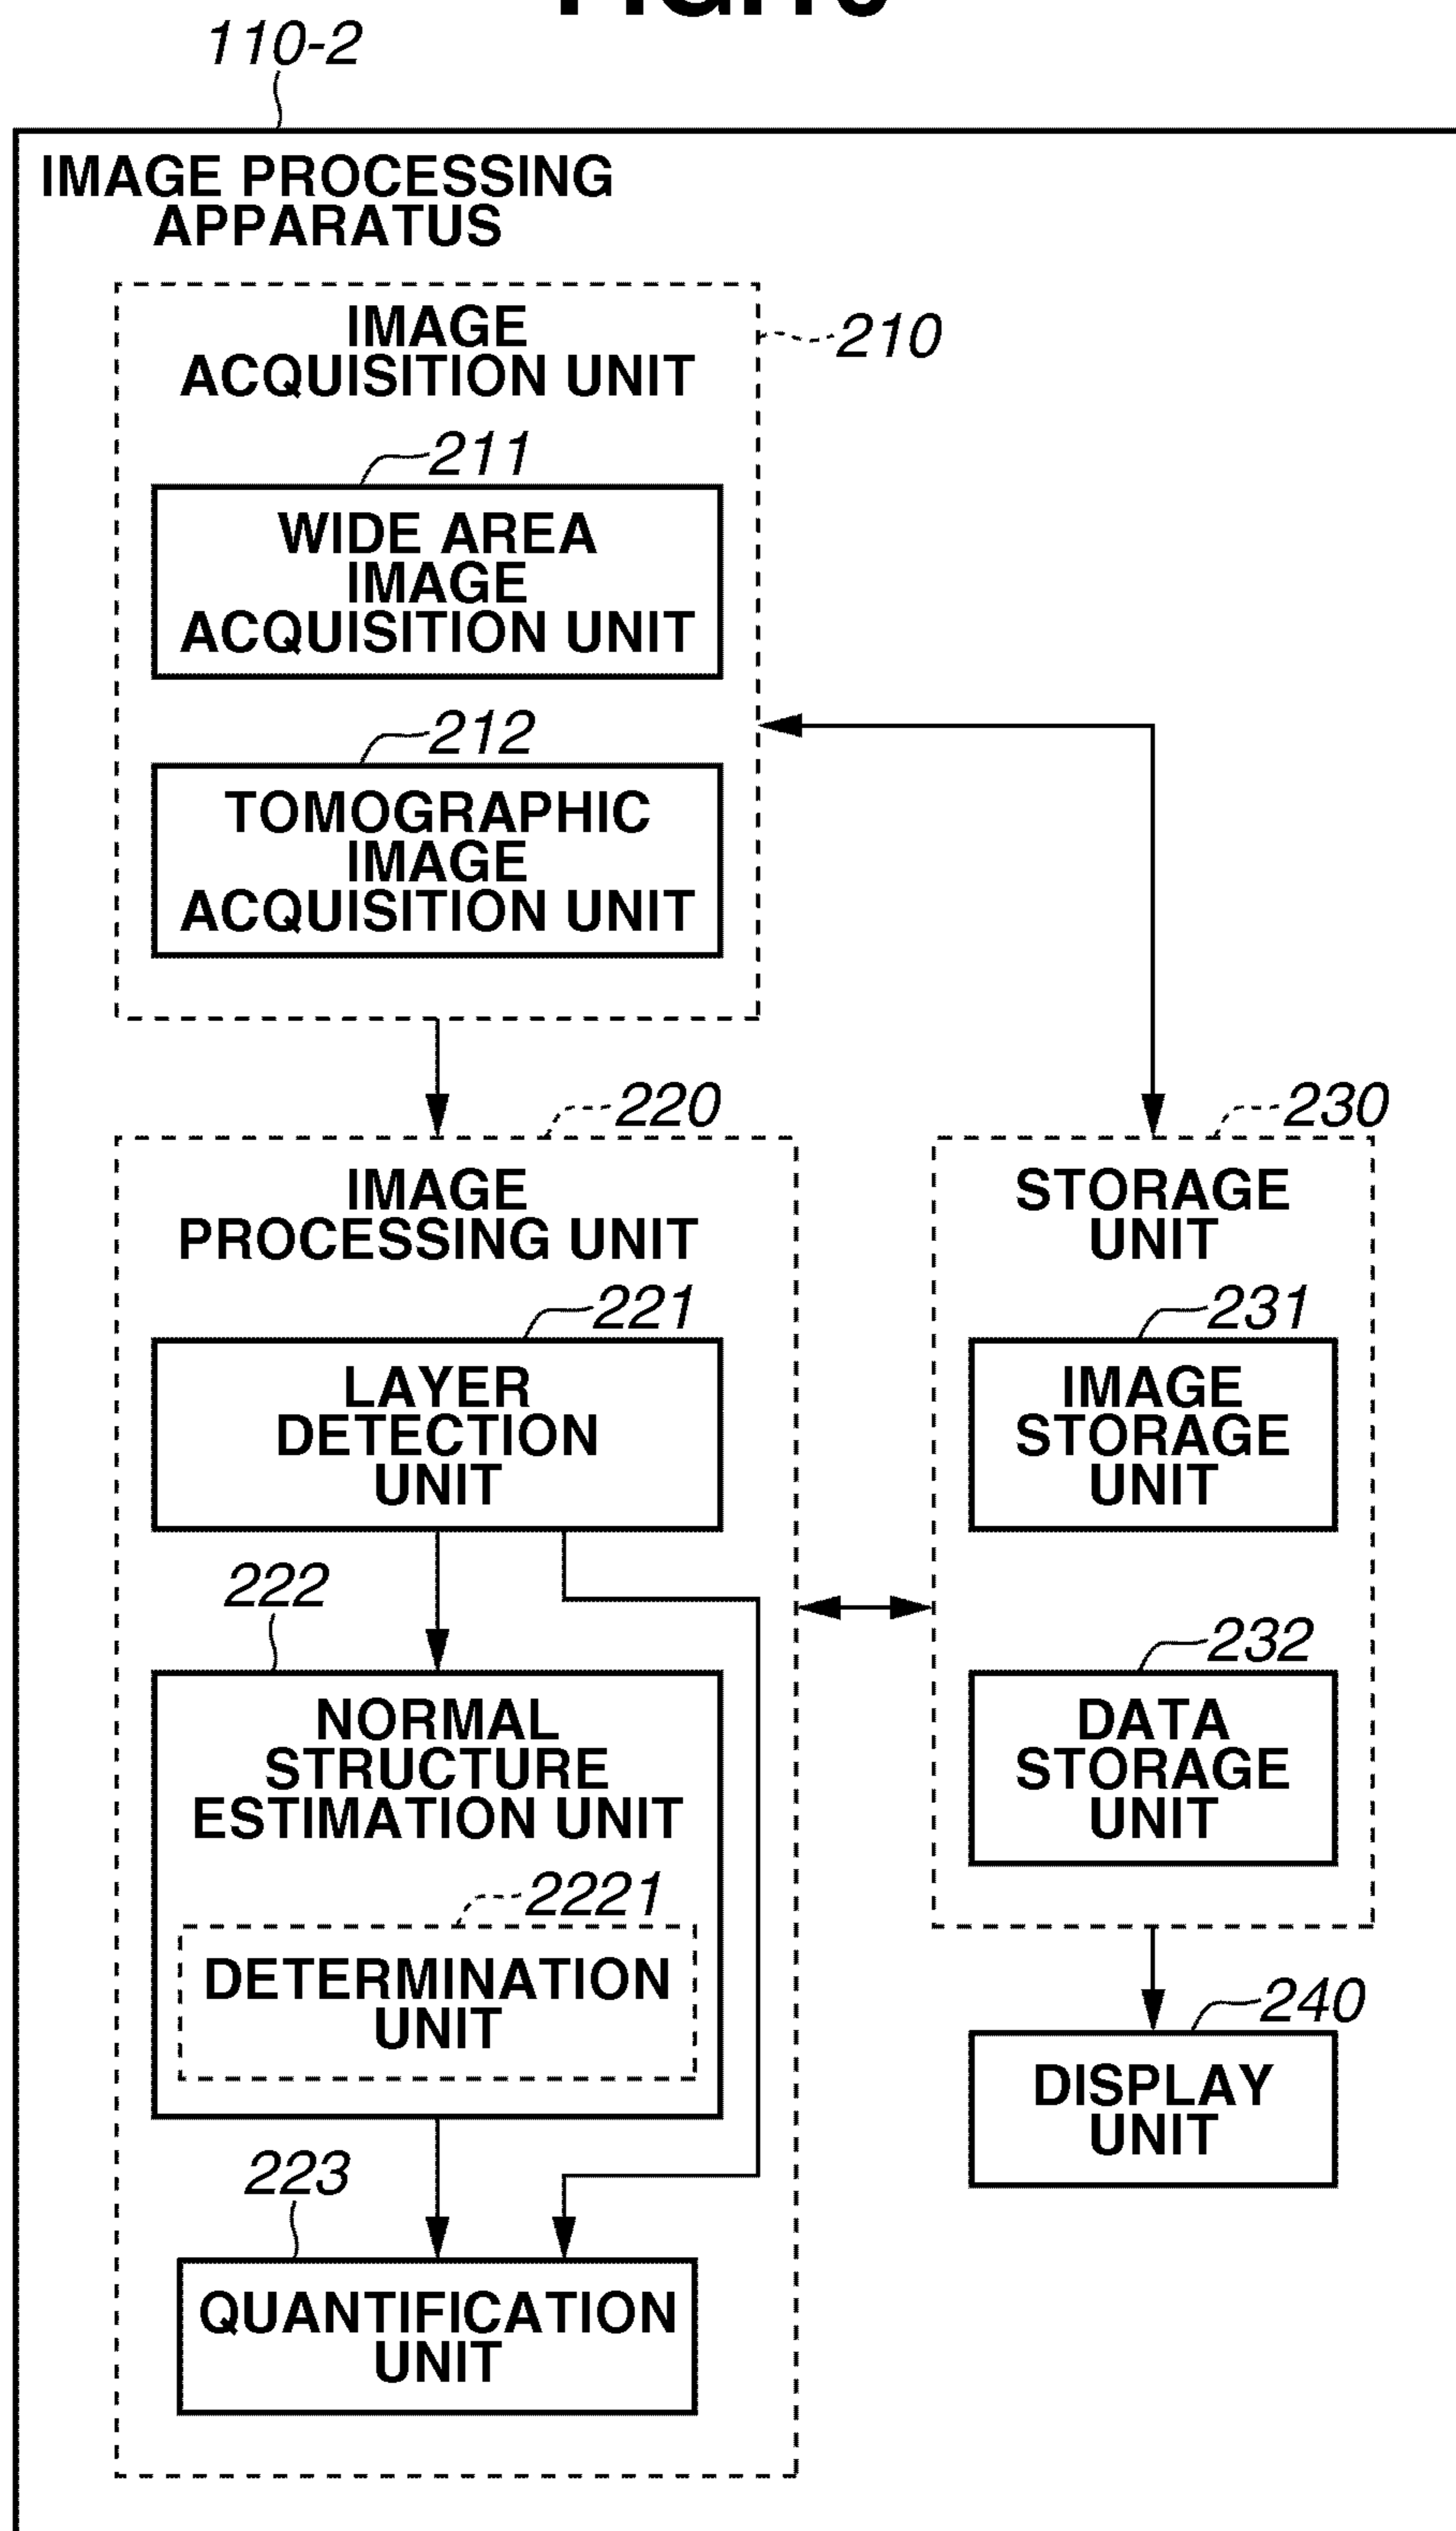 110-2
IMAGE PROCESSING
APPARATUS
IMAGE
ACQUISITION UNIT
210
211
WIDE AREA
IMAGE
ACQUISITION UNIT
212
TOMOGRAPHIC
IMAGE
ACQUISITION UNIT
220
IMAGE
PROCESSING UNIT
221
LAYER
DETECTION
UNIT
222
NORMAL
STRUCTURE
ESTIMATION UNIT
2221
DETERMINATION
UNIT
223
QUANTIFICATION
UNIT
230
STORAGE
UNIT
231
IMAGE
STORAGE
UNIT
232
DATA
STORAGE
UNIT
240
DISPLAY
UNIT